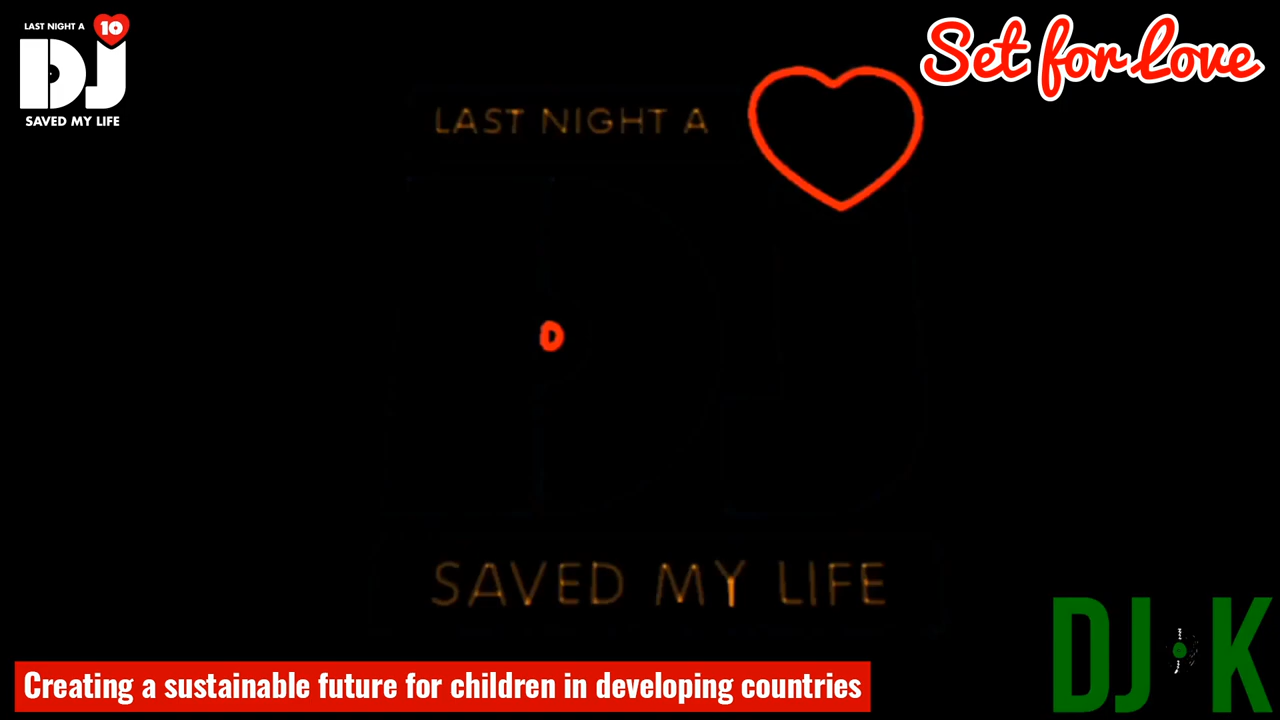 LAST NIGHT A 10
DJ
SAVED MY LIFE
Set for Love
LAST NIGHT A
SAVED MY LIFE
Creating a sustainable future for children in developing countries
DJ K